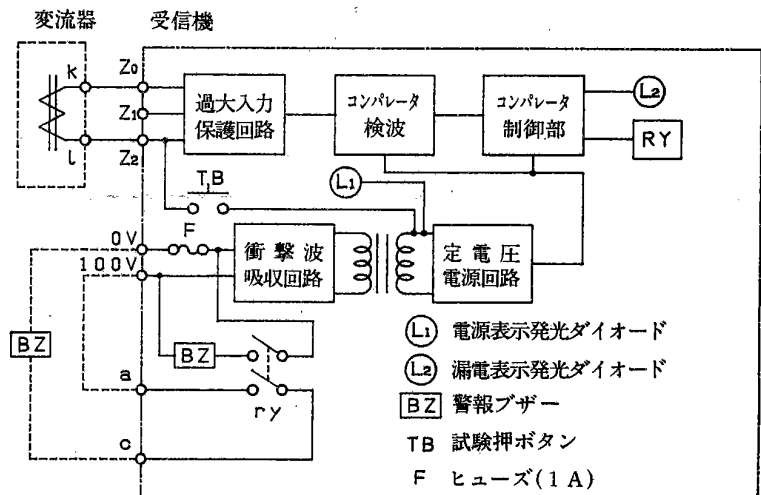 変流器
受信機
k
l
Z₀
Z₁
Z₂
過大入力
保護回路
コンパレータ
検波
コンパレータ
制御部
L₂
RY
TB
L₁
F
0V
100V
衝撃波
吸収回路
定電圧
電源回路
BZ
BZ
a
ry
c
L₁ 電源表示発光ダイオード
L₂ 漏電表示発光ダイオード
BZ 警報ブザー
TB 試験押ボタン
F ヒューズ(1A)